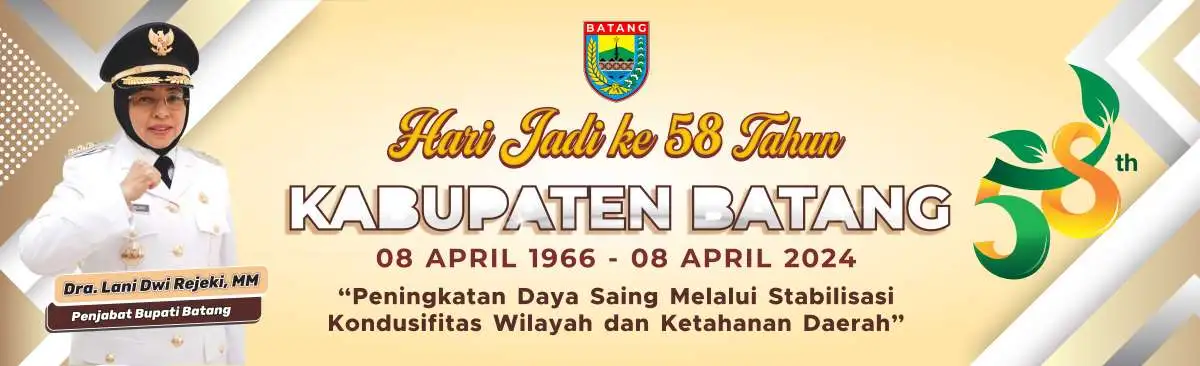 BATANG
Hari Jadi ke 58 Tahun
KABUPATEN BATANG
08 APRIL 1966 - 08 APRIL 2024
“Peningkatan Daya Saing Melalui Stabilisasi
Kondusifitas Wilayah dan Ketahanan Daerah”
58th
Dra. Lani Dwi Rejeki, MM
Penjabat Bupati Batang